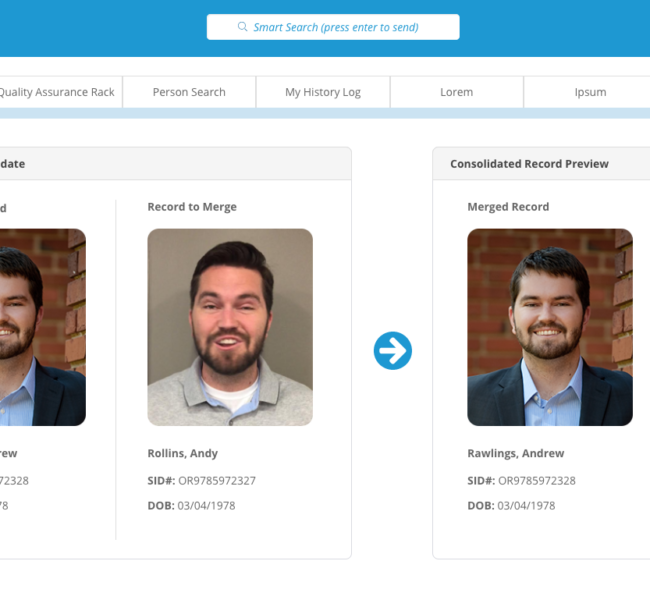 Smart Search (press enter to send)
Quality Assurance Rack
Person Search
My History Log
Lorem
Ipsum
date
Consolidated Record Preview
d
Record to Merge
Merged Record
rew
Rollins, Andy
Rawlings, Andrew
72328
SID#: OR9785972327
SID#: OR9785972328
78
DOB: 03/04/1978
DOB: 03/04/1978